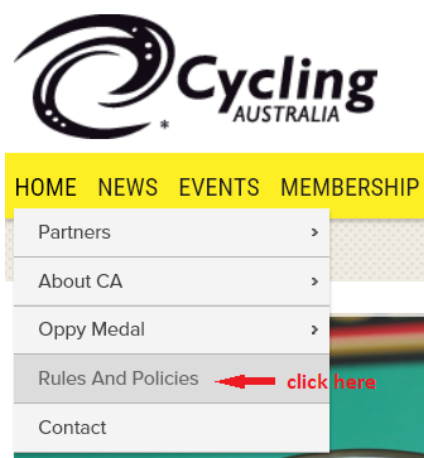 Cycling
AUSTRALIA
HOME NEWS EVENTS MEMBERSHIP
Partners
About CA
Oppy Medal
Rules And Policies click here
Contact